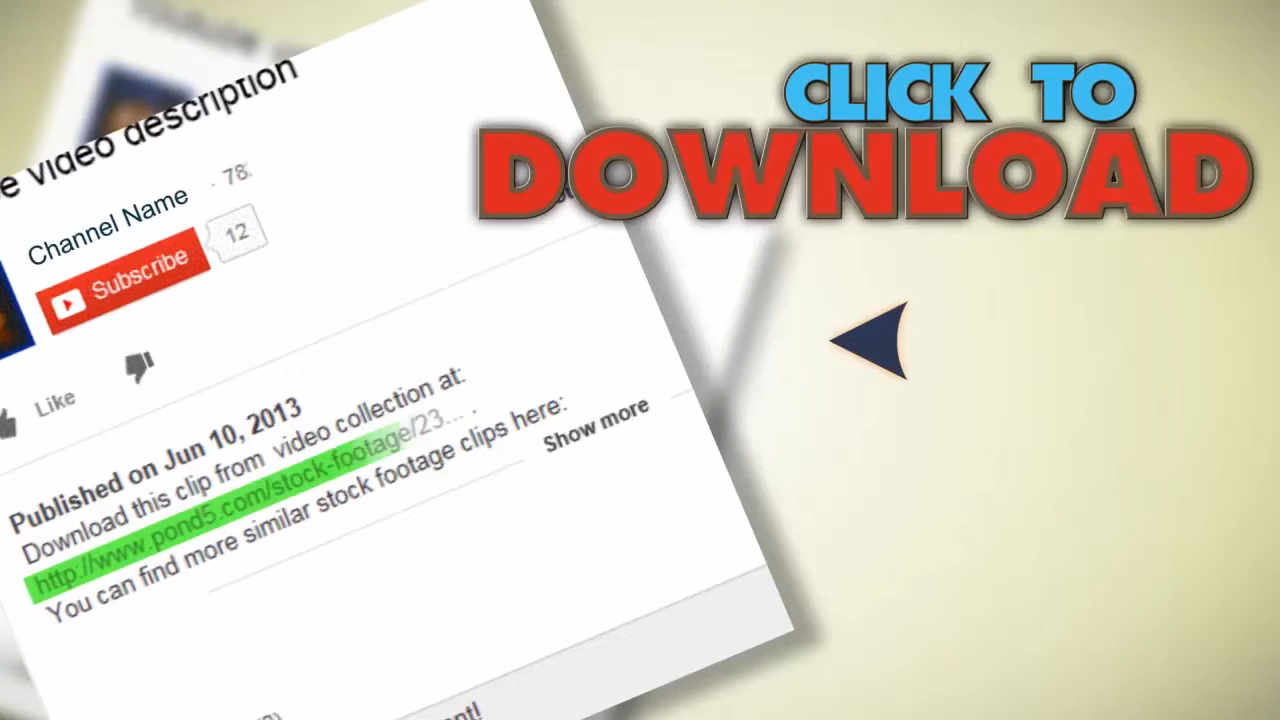 CLICK TO
DOWNLOAD
video description
Channel Name
Subscribe
12
Like
Published on Jun 10, 2013
Download this clip from video collection at:
http://www.pond5.com/stock-footage/23...
You can find more similar stock footage clips here:
Show more